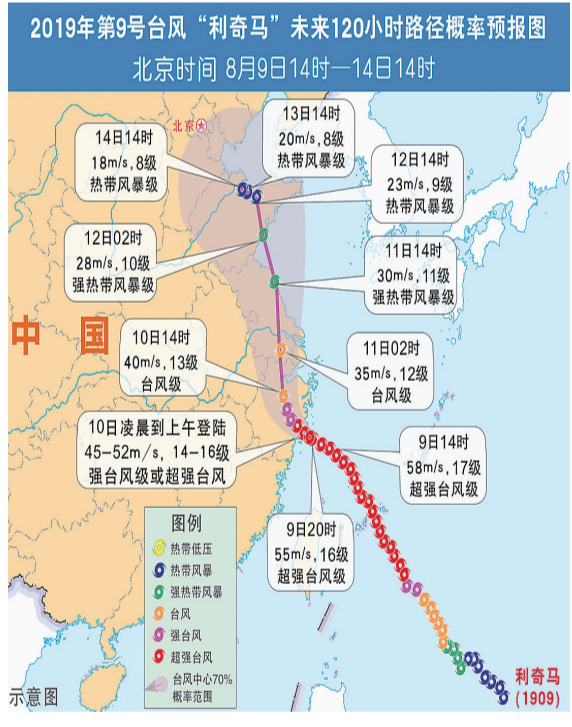 2019年第9号台风“利奇马”未来120小时路径概率预报图
北京时间 8月9日14时—14日14时
北京
13日14时
20m/s,8级
热带风暴级
14日14时
18m/s,8级
热带风暴级
12日14时
23m/s,9级
热带风暴级
12日02时
28m/s,10级
强热带风暴级
11日14时
30m/s,11级
强热带风暴级
中国
10日14时
40m/s,13级
台风级
11日02时
35m/s,12级
台风级
10日凌晨到上午登陆
45-52m/s, 14-16级
强台风级或超强台风
9日14时
58m/s,17级
超强台风级
9日20时
55m/s,16级
超强台风级
图例
热带低压
热带风暴
强热带风暴
台风
强台风
超强台风
台风中心70%
概率范围
利奇马
(1909)
示意图